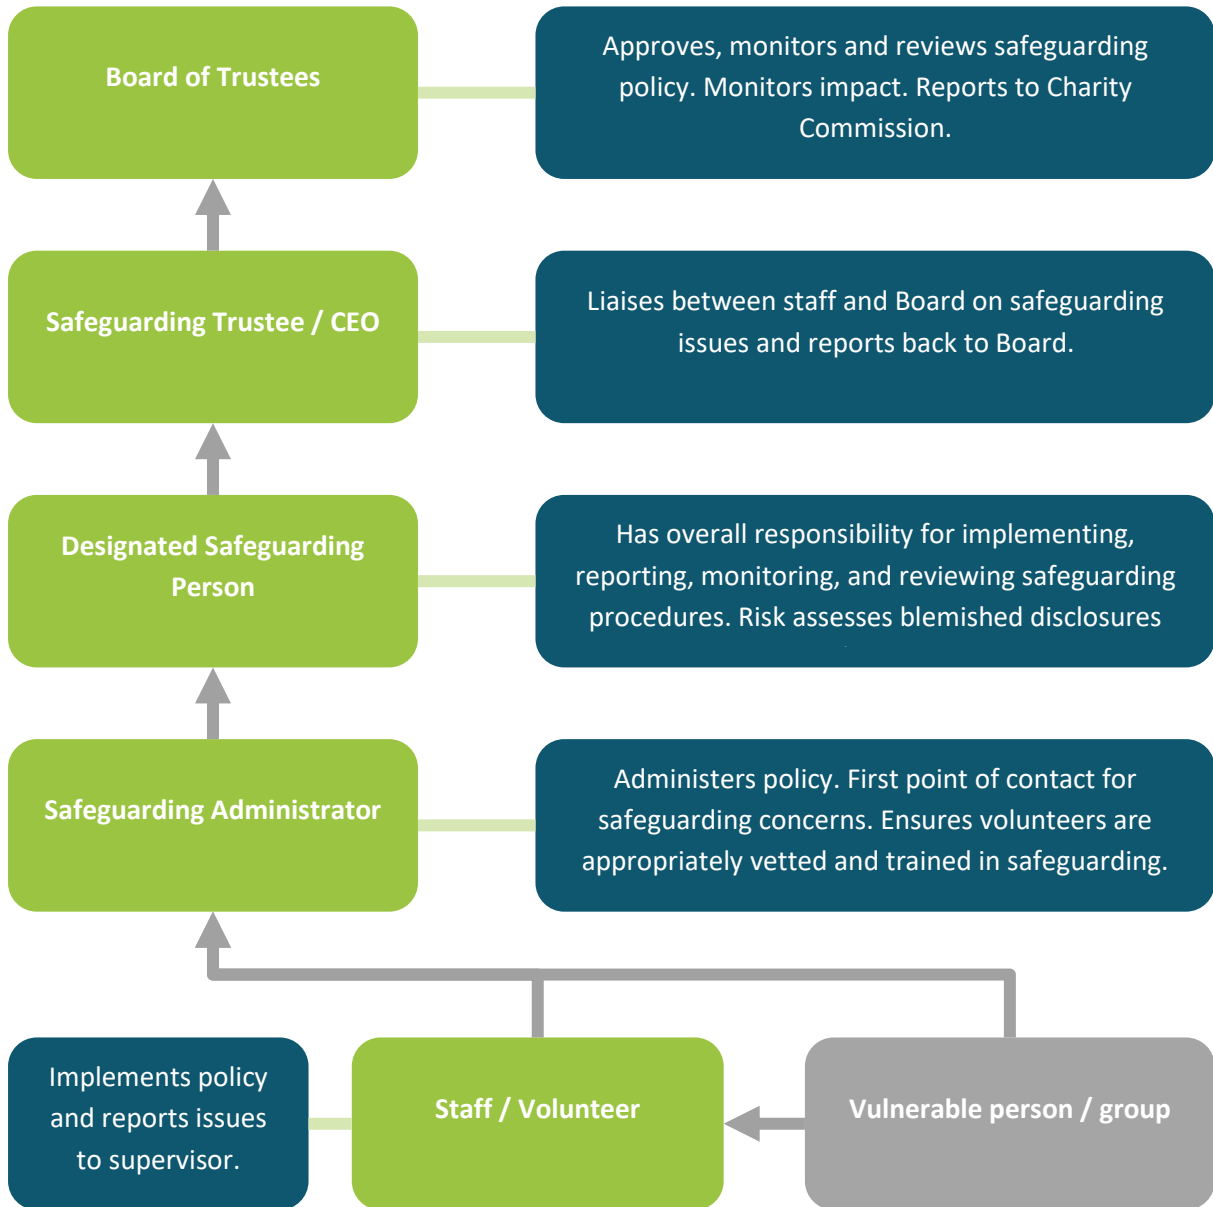 Board of Trustees
Approves, monitors and reviews safeguarding
policy. Monitors impact. Reports to Charity
Commission.
Safeguarding Trustee / CEO
Liaises between staff and Board on safeguarding
issues and reports back to Board.
Designated Safeguarding
Person
Has overall responsibility for implementing,
reporting, monitoring, and reviewing safeguarding
procedures. Risk assesses blemished disclosures
Safeguarding Administrator
Administers policy. First point of contact for
safeguarding concerns. Ensures volunteers are
appropriately vetted and trained in safeguarding.
Implements policy
and reports issues
to supervisor.
Staff / Volunteer
Vulnerable person / group